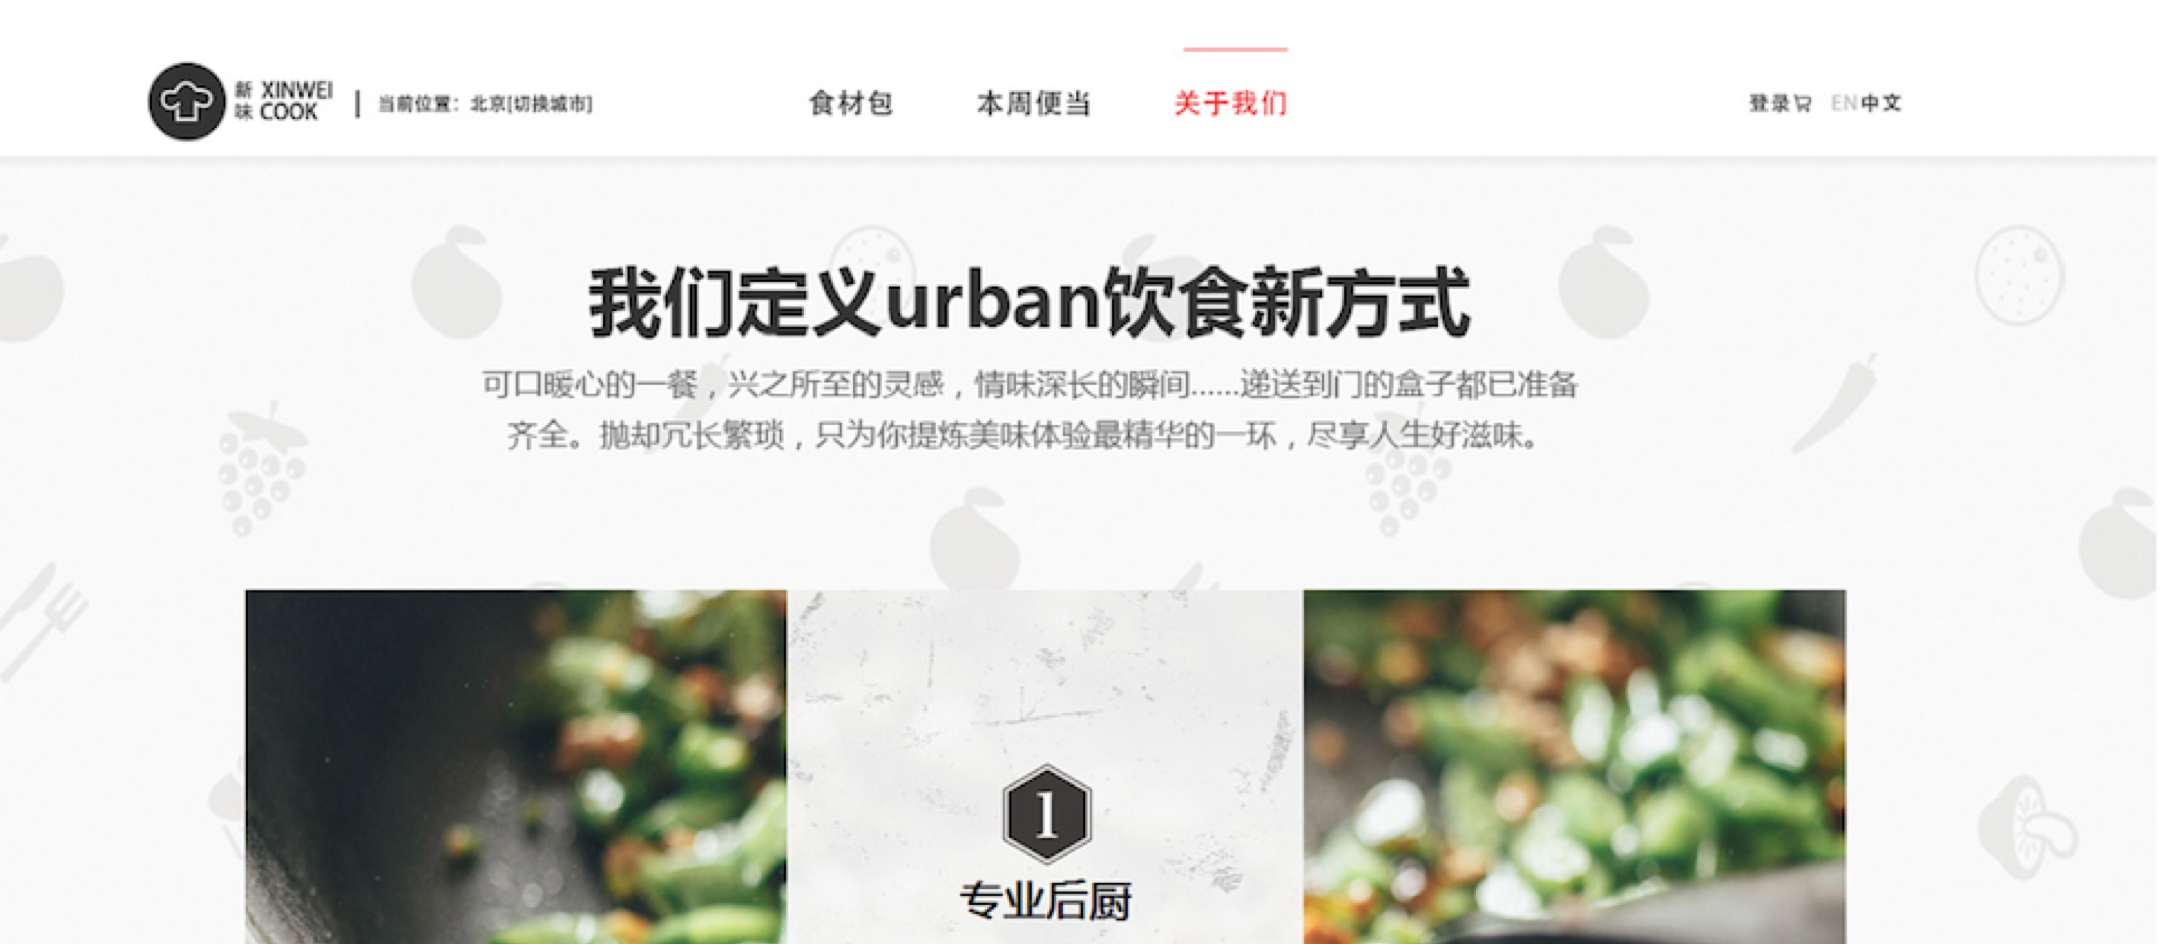 新味 XINWEI COOK | 当前位置：北京[切换城市]
食材包 本周便当 关于我们
登录 EN中文
我们定义urban饮食新方式
可口暖心的一餐，兴之所至的灵感，情味深长的瞬间......递送到门的盒子都已准备
齐全。抛却冗长繁琐，只为你提炼美味体验最精华的一环，尽享人生好滋味。
1
专业后厨